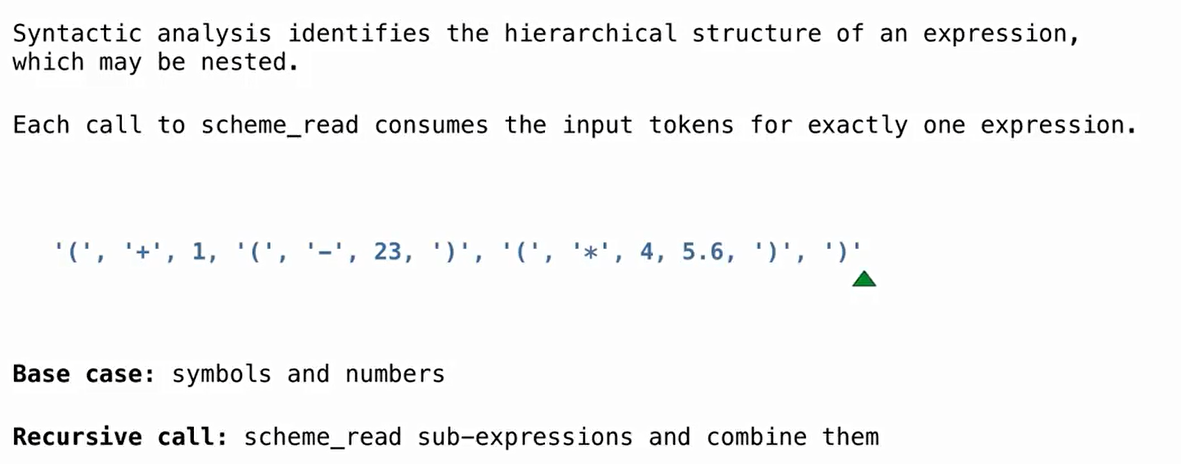 Syntactic analysis identifies the hierarchical structure of an expression,
which may be nested.
Each call to scheme_read consumes the input tokens for exactly one expression.
'(', '+', 1, '(', '-', 23, ')', '(', '*', 4, 5.6, ')', ')'
Base case: symbols and numbers
Recursive call: scheme_read sub-expressions and combine them